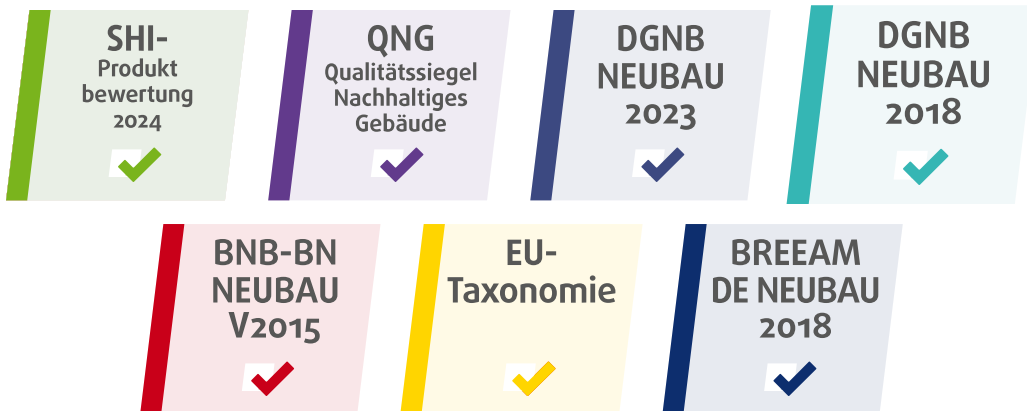 SHI-
Produkt
bewertung
2024
QNG
Qualitätssiegel
Nachhaltiges
Gebäude
DGNB
NEUBAU
2023
DGNB
NEUBAU
2018
BNB-BN
NEUBAU
V2015
EU-
Taxonomie
BREEAM
DE NEUBAU
2018